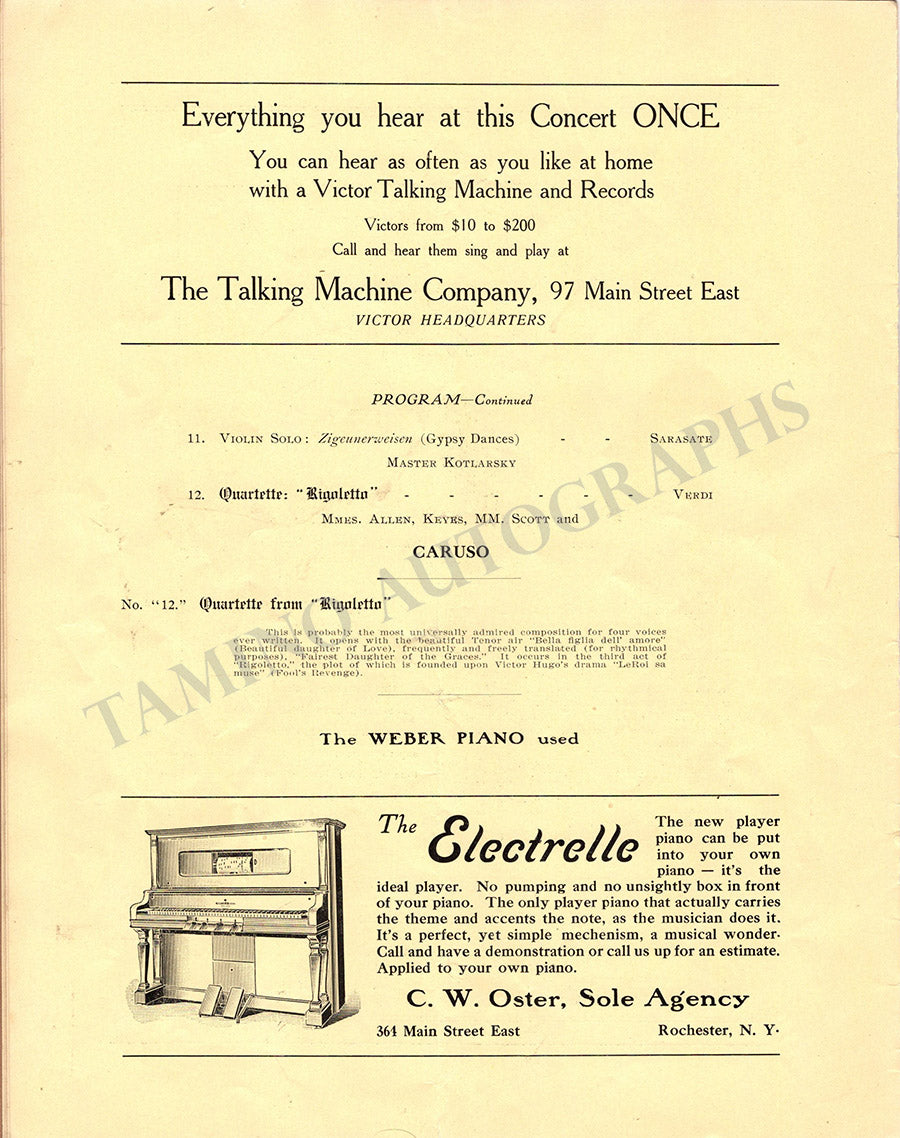 Everything you hear at this Concert ONCE
You can hear as often as you like at home
with a Victor Talking Machine and Records
Victors from $10 to $200
Call and hear them sing and play at
The Talking Machine Company, 97 Main Street East
VICTOR HEADQUARTERS
PROGRAM—Continued
11. VIOLIN SOLO: Zigeunerweisen (Gypsy Dances) - - SARASATE
MASTER KOTLARSKY
12. Quartette: "Rigoletto" - - - - - - VERDI
MMES. ALLEN, KEYES, MM. SCOTT and
CARUSO
No. "12." Quartette from "Rigoletto"
This is probably the most universally admired composition for four voices
ever written. It opens with the beautiful Tenor air "Bella figlia dell' amore"
(Beautiful daughter of Love), frequently and freely translated (for rhythmical
purposes), "Fairest Daughter of the Graces." It occurs in the third act of
"Rigoletto," the plot of which is founded upon Victor Hugo's drama "LeRoi sa
muse" (Fool's Revenge).
TAMINO AUTOGRAPHS
The WEBER PIANO used
The Electrelle
The new player
piano can be put
into your own
piano — it's the
ideal player. No pumping and no unsightly box in front
of your piano. The only player piano that actually carries
the theme and accents the note, as the musician does it.
It's a perfect, yet simple mechenism, a musical wonder.
Call and have a demonstration or call us up for an estimate.
Applied to your own piano.
C. W. Oster, Sole Agency
364 Main Street East Rochester, N. Y.